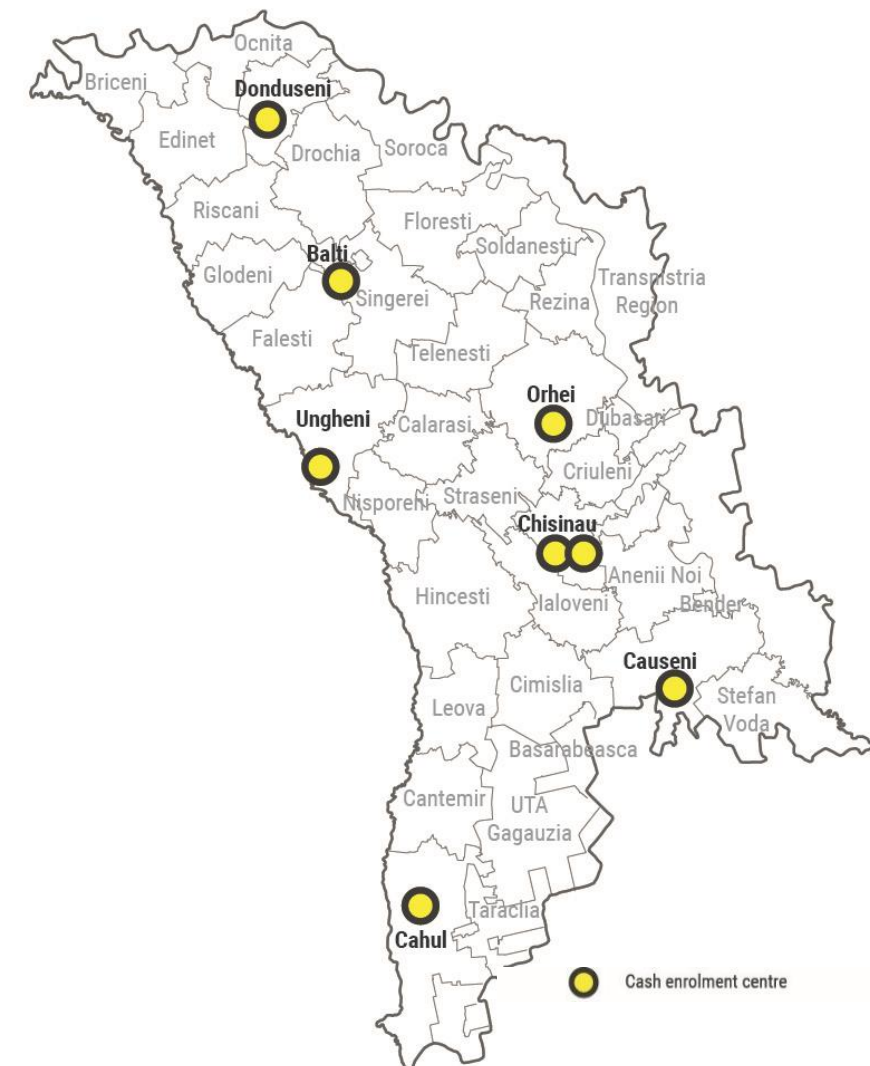 Ocnita
Briceni
Donduseni
Edinet
Drochia
Soroca
Riscani
Floresti
Soldanesti
Balti
Glodeni
Singerei
Rezina
Transnistria
Region
Falesti
Telenesti
Orhei
Ungheni
Calarasi
Dubasari
Criuleni
Nisporeni
Straseni
Chisinau
Anenii Noi
Hincesti
Ialoveni
Bender
Causeni
Cimislia
Stefan
Voda
Leova
Basarabeasca
Cantemir
UTA
Gagauzia
Taraclia
Cahul
Cash enrolment centre